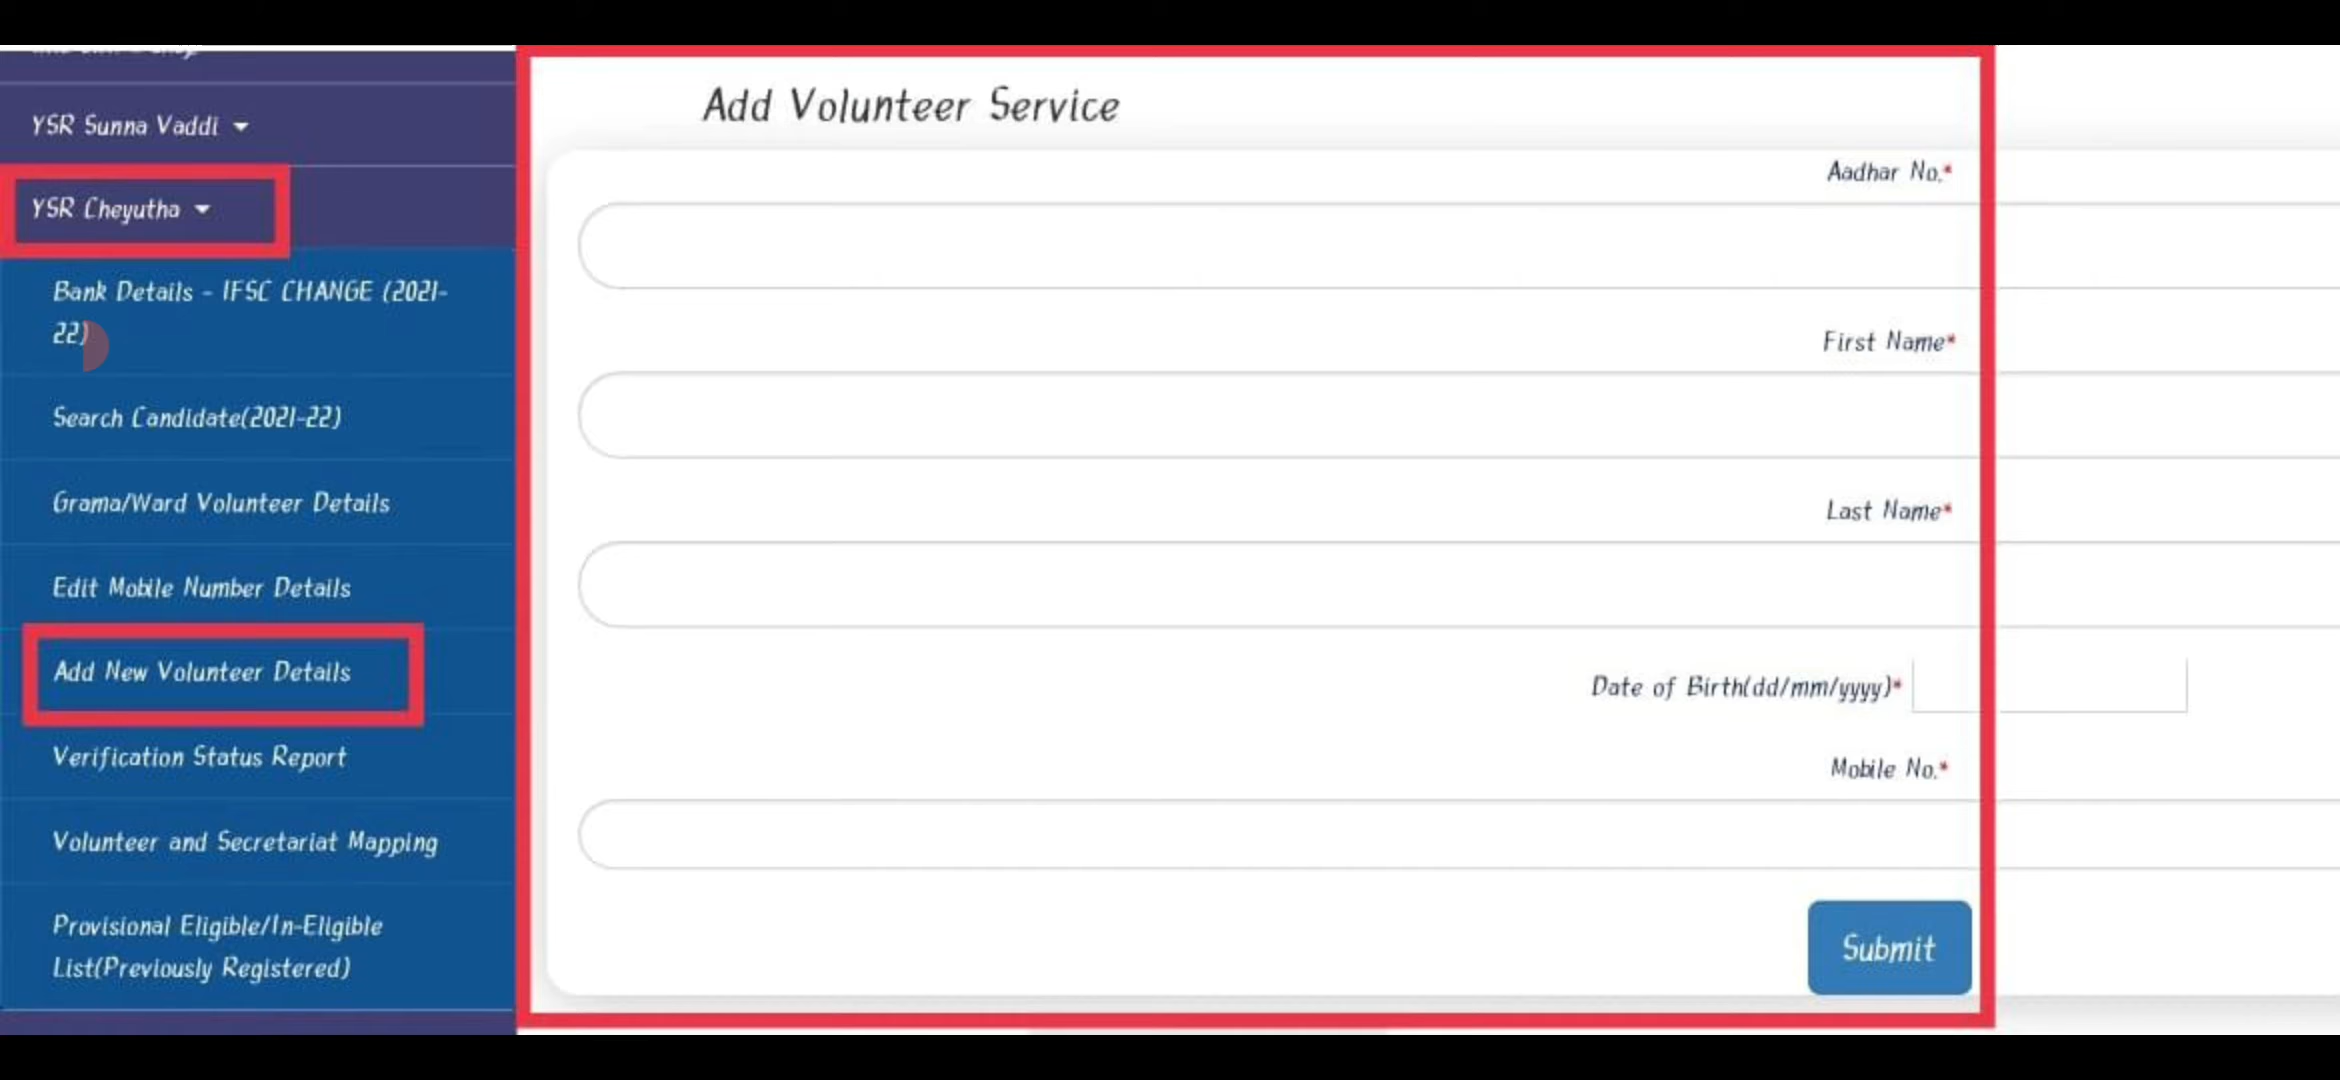 YSR Sunna Vaddi
YSR Cheyutha
Bank Details - IFSC CHANGE (2021-
22)
Search Candidate(2021-22)
Grama/Ward Volunteer Details
Edit Mobile Number Details
Add New Volunteer Details
Verification Status Report
Volunteer and Secretariat Mapping
Provisional Eligible/In-Eligible
List(Previously Registered)
Add Volunteer Service
Aadhar No.*
First Name*
Last Name*
Date of Birth(dd/mm/yyyy)*
Mobile No.*
Submit